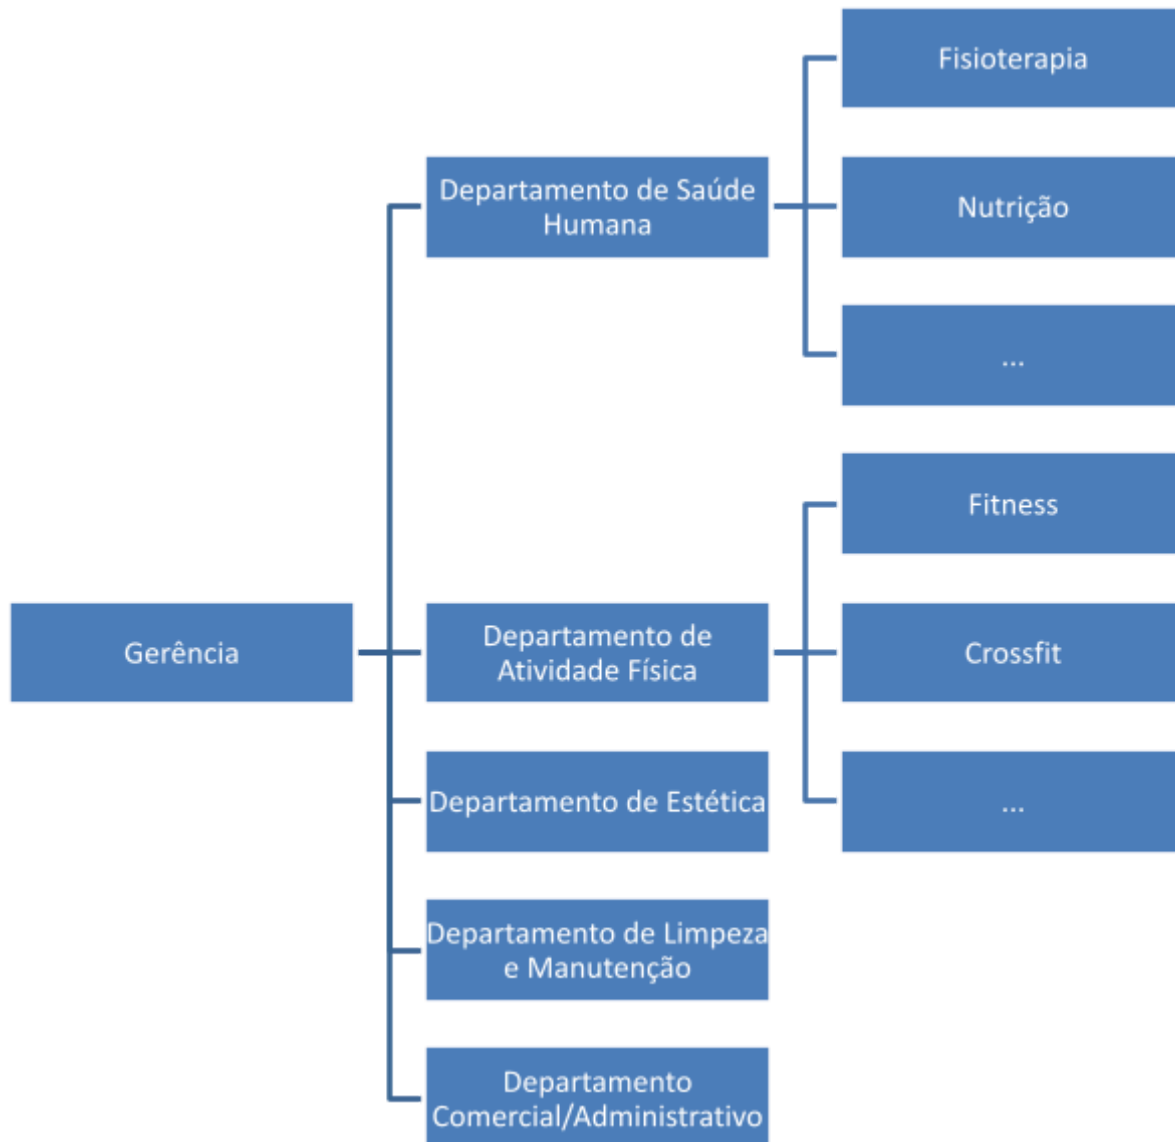 Fisioterapia
Departamento de Saúde
Humana
Nutrição
...
Fitness
Gerência
Departamento de
Atividade Física
Crossfit
Departamento de Estética
...
Departamento de Limpeza
e Manutenção
Departamento
Comercial/Administrativo